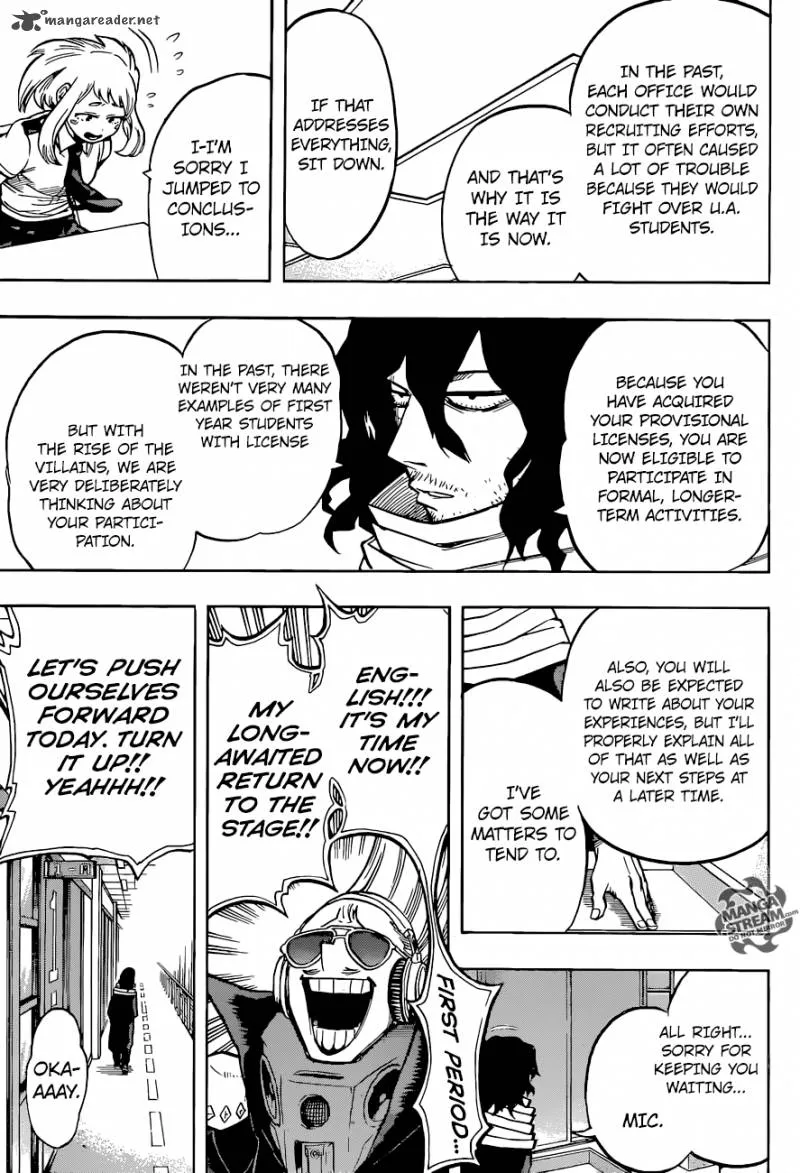 mangareader.net
IN THE PAST,
EACH OFFICE WOULD
CONDUCT THEIR OWN
RECRUITING EFFORTS,
BUT IT OFTEN CAUSED
A LOT OF TROUBLE
BECAUSE THEY WOULD
FIGHT OVER U.A.
STUDENTS.
AND THAT'S
WHY IT IS
THE WAY IT
IS NOW.
IF THAT
ADDRESSES
EVERYTHING,
SIT DOWN.
I-I'M
SORRY I
JUMPED TO
CONCLUS-
IONS...
BECAUSE YOU
HAVE ACQUIRED
YOUR PROVISIONAL
LICENSES, YOU ARE
NOW ELIGIBLE TO
PARTICIPATE IN
FORMAL, LONGER-
TERM ACTIVITIES.
IN THE PAST, THERE
WEREN'T VERY MANY
EXAMPLES OF FIRST
YEAR STUDENTS
WITH LICENSE
BUT WITH
THE RISE OF THE
VILLAINS, WE ARE
VERY DELIBERATELY
THINKING ABOUT
YOUR PARTICI-
PATION.
ALSO, YOU WILL
ALSO BE EXPECTED
TO WRITE ABOUT YOUR
EXPERIENCES, BUT I'LL
PROPERLY EXPLAIN ALL
OF THAT AS WELL AS
YOUR NEXT STEPS AT
A LATER TIME.
I'VE
GOT SOME
MATTERS TO
TEND TO.
MANGA
STREAM.com
DO NOT MIRROR
ALL RIGHT...
SORRY FOR
KEEPING YOU
WAITING...
MIC.
FIRST PERIOD...
ENG-
LISH!!!
IT'S MY
TIME
NOW!!
MY
LONG-
AWAITED
RETURN
TO THE
STAGE!!
LET'S PUSH
OURSELVES
FORWARD
TODAY. TURN
IT UP!!
YEAHHH!!
OKA-
AAAY.